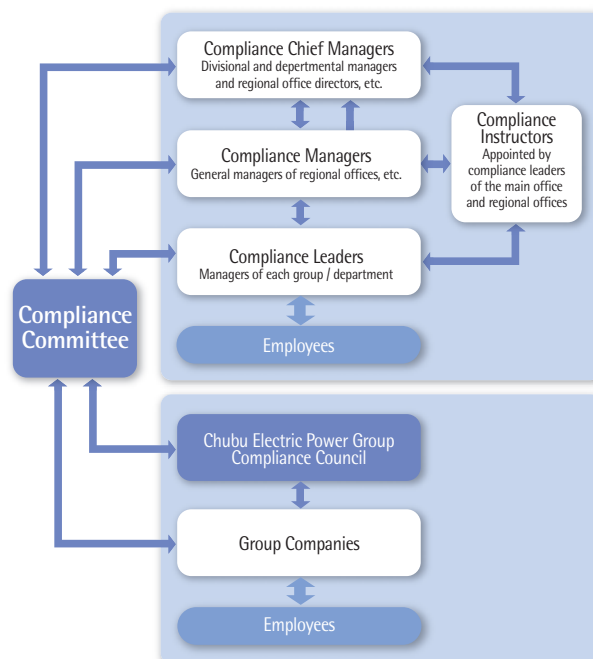 Compliance Chief Managers
Divisional and depertmental managers
and regional office directors, etc.
Compliance Managers
General managers of regional offices, etc.
Compliance
Instructors
Appointed by
compliance leaders
of the main office
and regional offices
Compliance Leaders
Managers of each group / department
Compliance
Committee
Employees
Chubu Electric Power Group
Compliance Council
Group Companies
Employees